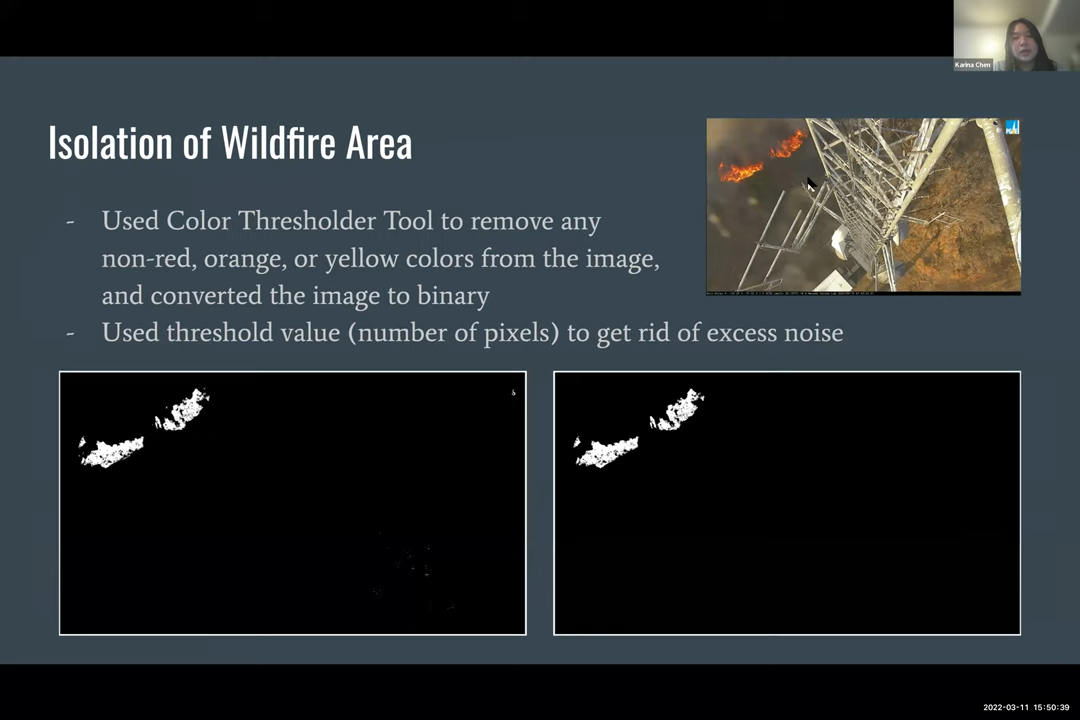 Karina Chen
Isolation of Wildfire Area
- Used Color Thresholder Tool to remove any
non-red, orange, or yellow colors from the image,
and converted the image to binary
- Used threshold value (number of pixels) to get rid of excess noise
2022-03-11 15:50:39